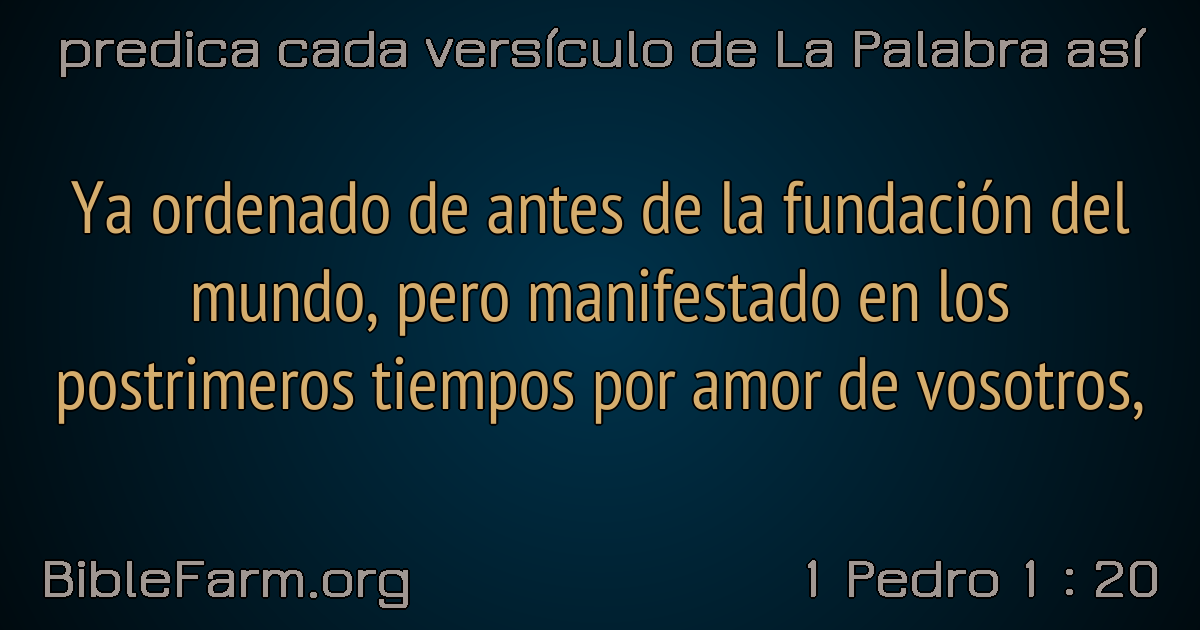 predica cada versículo de La Palabra así
Ya ordenado de antes de la fundación del
mundo, pero manifestado en los
postrimeros tiempos por amor de vosotros,
BibleFarm.org
1 Pedro 1 : 20